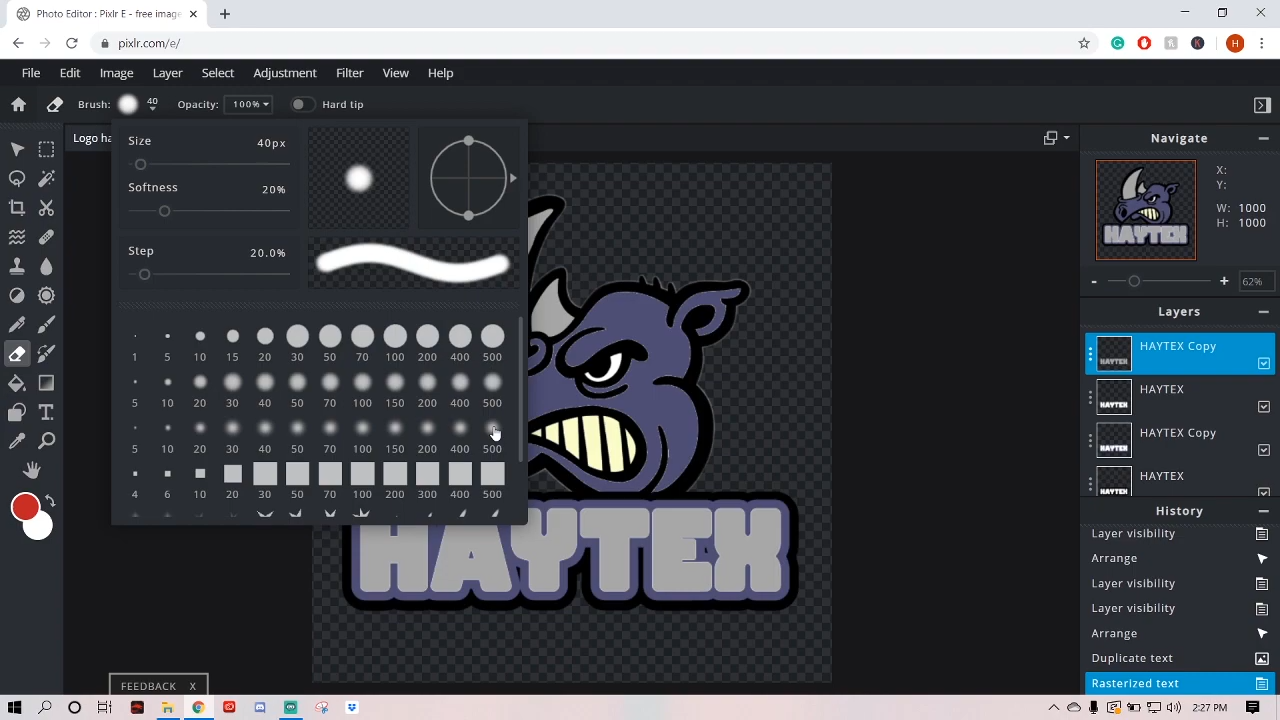 Photo Editor: Pixlr E - free image
pixlr.com/e/
H
File Edit Image Layer Select Adjustment Filter View Help
Brush: 40 Opacity: 100% Hard tip
Logo ha
Size 40px
Softness 20%
Step 20.0%
1 5 10 15 20 30 50 70 100 200 400 500
5 10 20 30 40 50 70 100 150 200 400 500
5 10 20 30 40 50 70 100 150 200 400 500
4 6 10 20 30 50 70 100 200 300 400 500
HAYTEX
FEEDBACK X
Navigate
HAYTEX
X:
Y:
W: 1000
H: 1000
- + 62%
Layers
HAYTEX Copy
HAYTEX
HAYTEX Copy
HAYTEX
History
Layer visibility
Arrange
Layer visibility
Layer visibility
Arrange
Duplicate text
Rasterized text
2:27 PM